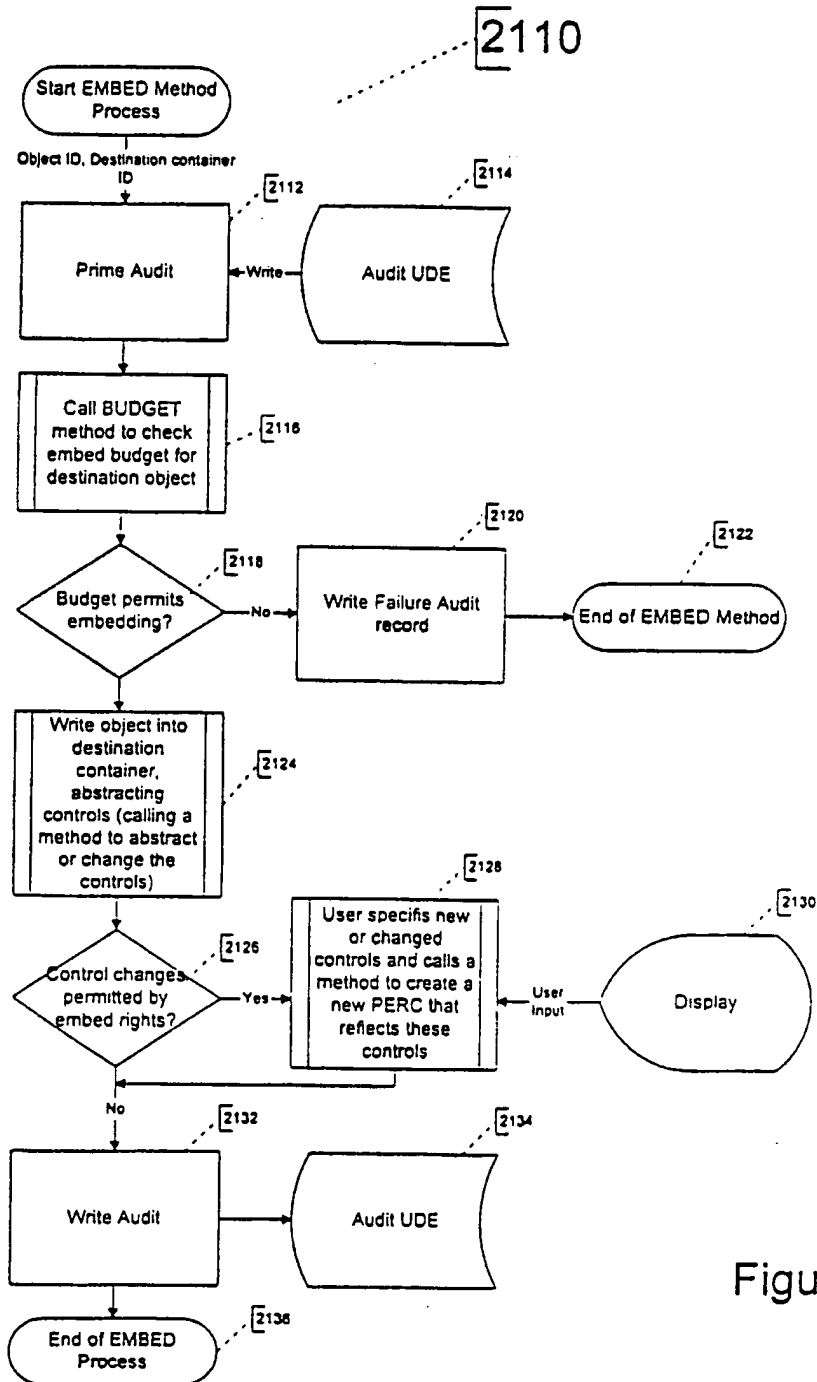 2110
Start EMBED Method
Process
Object ID, Destination container
ID
2112
2114
Prime Audit
Write
Audit UDE
Call BUDGET
method to check
embed budget for
destination object
2116
2118
Budget permits
embedding?
No
2120
Write Failure Audit
record
2122
End of EMBED Method
Write object into
destination
container,
abstracting
controls (calling a
method to abstract
or change the
controls)
2124
2126
Control changes
permitted by
embed rights?
Yes
2128
User specifis new
or changed
controls and calls a
method to create a
new PERC that
reflects these
controls
User
Input
2130
Display
No
2132
Write Audit
2134
Audit UDE
Figu
End of EMBED
Process
2136